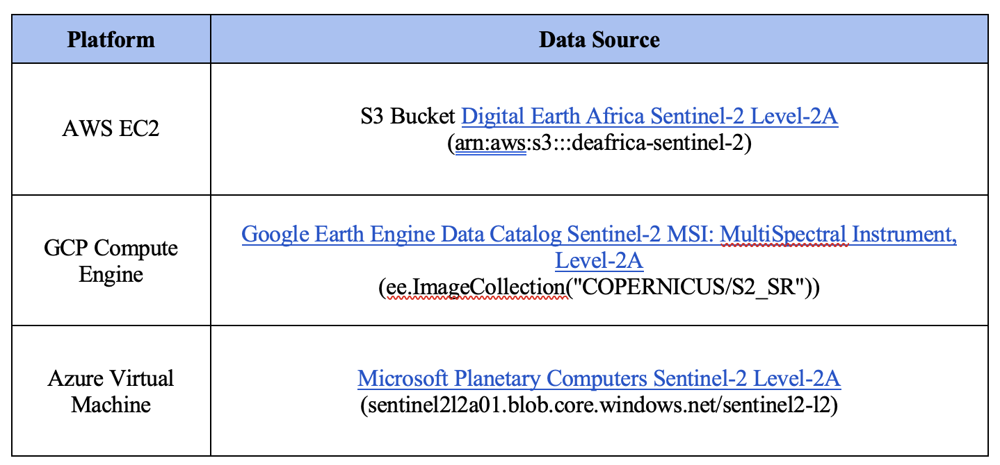 Platform
Data Source
AWS EC2
S3 Bucket Digital Earth Africa Sentinel-2 Level-2A
(arn:aws:s3:::deafrica-sentinel-2)
GCP Compute
Engine
Google Earth Engine Data Catalog Sentinel-2 MSI: MultiSpectral Instrument,
Level-2A
(ee.ImageCollection("COPERNICUS/S2_SR"))
Azure Virtual
Machine
Microsoft Planetary Computers Sentinel-2 Level-2A
(sentinel2l2a01.blob.core.windows.net/sentinel2-l2)